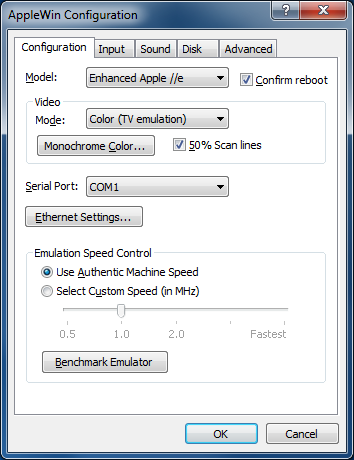 AppleWin Configuration
Configuration Input Sound Disk Advanced
Model: Enhanced Apple //e Confirm reboot
Video
Mode: Color (TV emulation)
Monochrome Color... 50% Scan lines
Serial Port: COM1
Ethernet Settings...
Emulation Speed Control
Use Authentic Machine Speed
Select Custom Speed (in MHz)
0.5 1.0 2.0 Fastest
Benchmark Emulator
OK Cancel